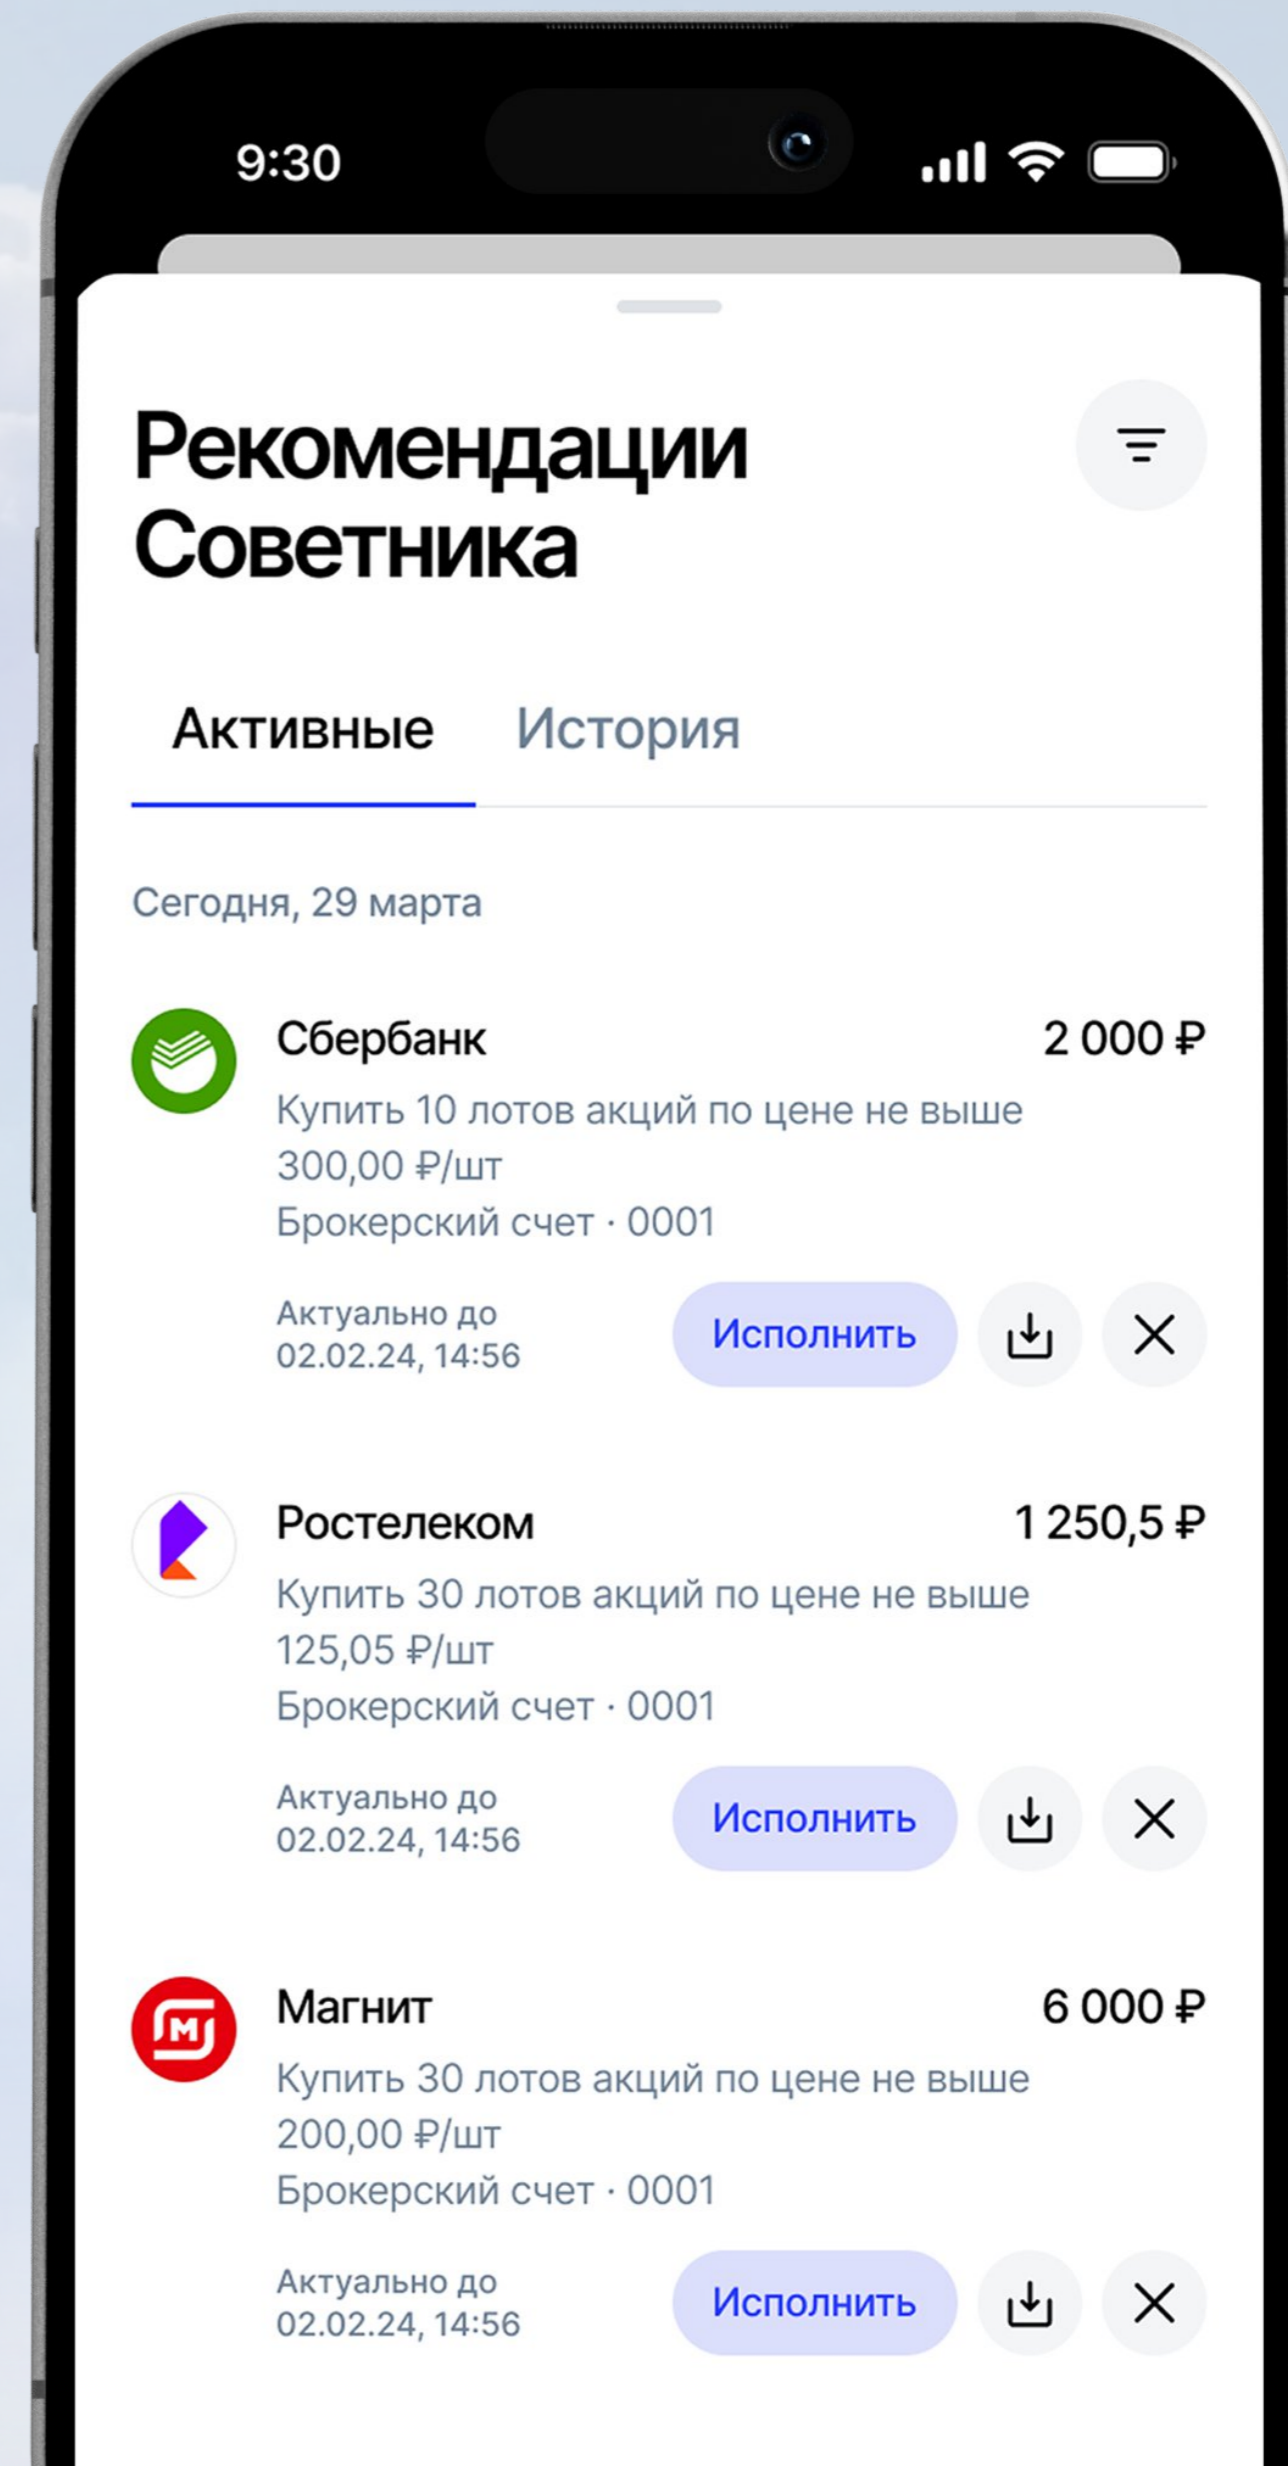 9:30
Рекомендации
Советника
Активные История
Сегодня, 29 марта
Сбербанк 2 000 ₽
Купить 10 лотов акций по цене не выше
300,00 ₽/шт
Брокерский счет · 0001
Актуально до
02.02.24, 14:56
Исполнить
Ростелеком 1 250,5 ₽
Купить 30 лотов акций по цене не выше
125,05 ₽/шт
Брокерский счет · 0001
Актуально до
02.02.24, 14:56
Исполнить
Магнит 6 000 ₽
Купить 30 лотов акций по цене не выше
200,00 ₽/шт
Брокерский счет · 0001
Актуально до
02.02.24, 14:56
Исполнить